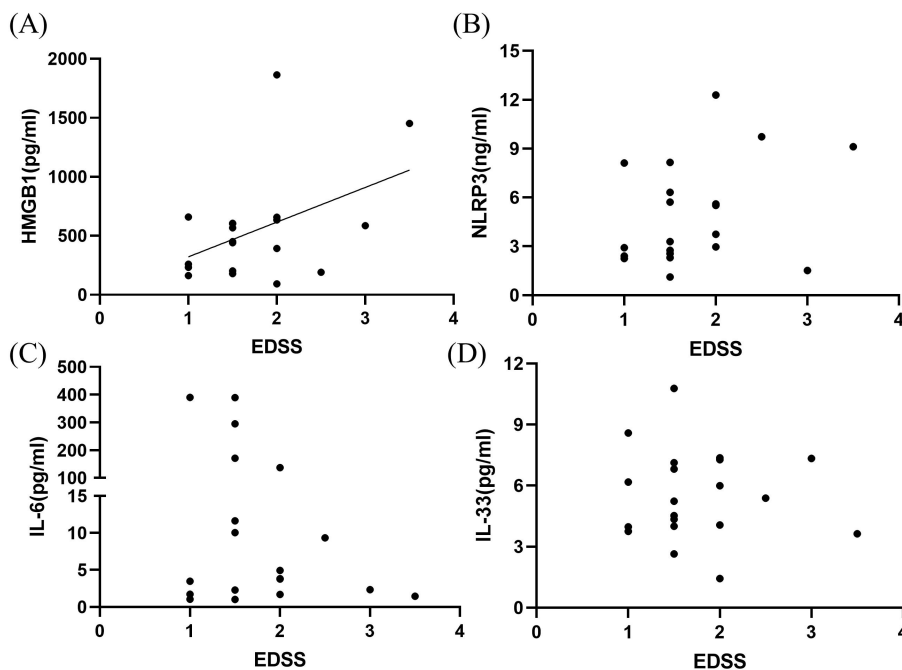 (A)
2000
1500
1000
500
0
HMGB1(pg/ml)
0 1 2 3 4
EDSS
(B)
15
12
9
6
3
0
NLRP3(ng/ml)
0 1 2 3 4
EDSS
(C)
500
400
300
200
100
15
10
5
0
IL-6(pg/ml)
0 1 2 3 4
EDSS
(D)
12
9
6
3
0
IL-33(pg/ml)
0 1 2 3 4
EDSS